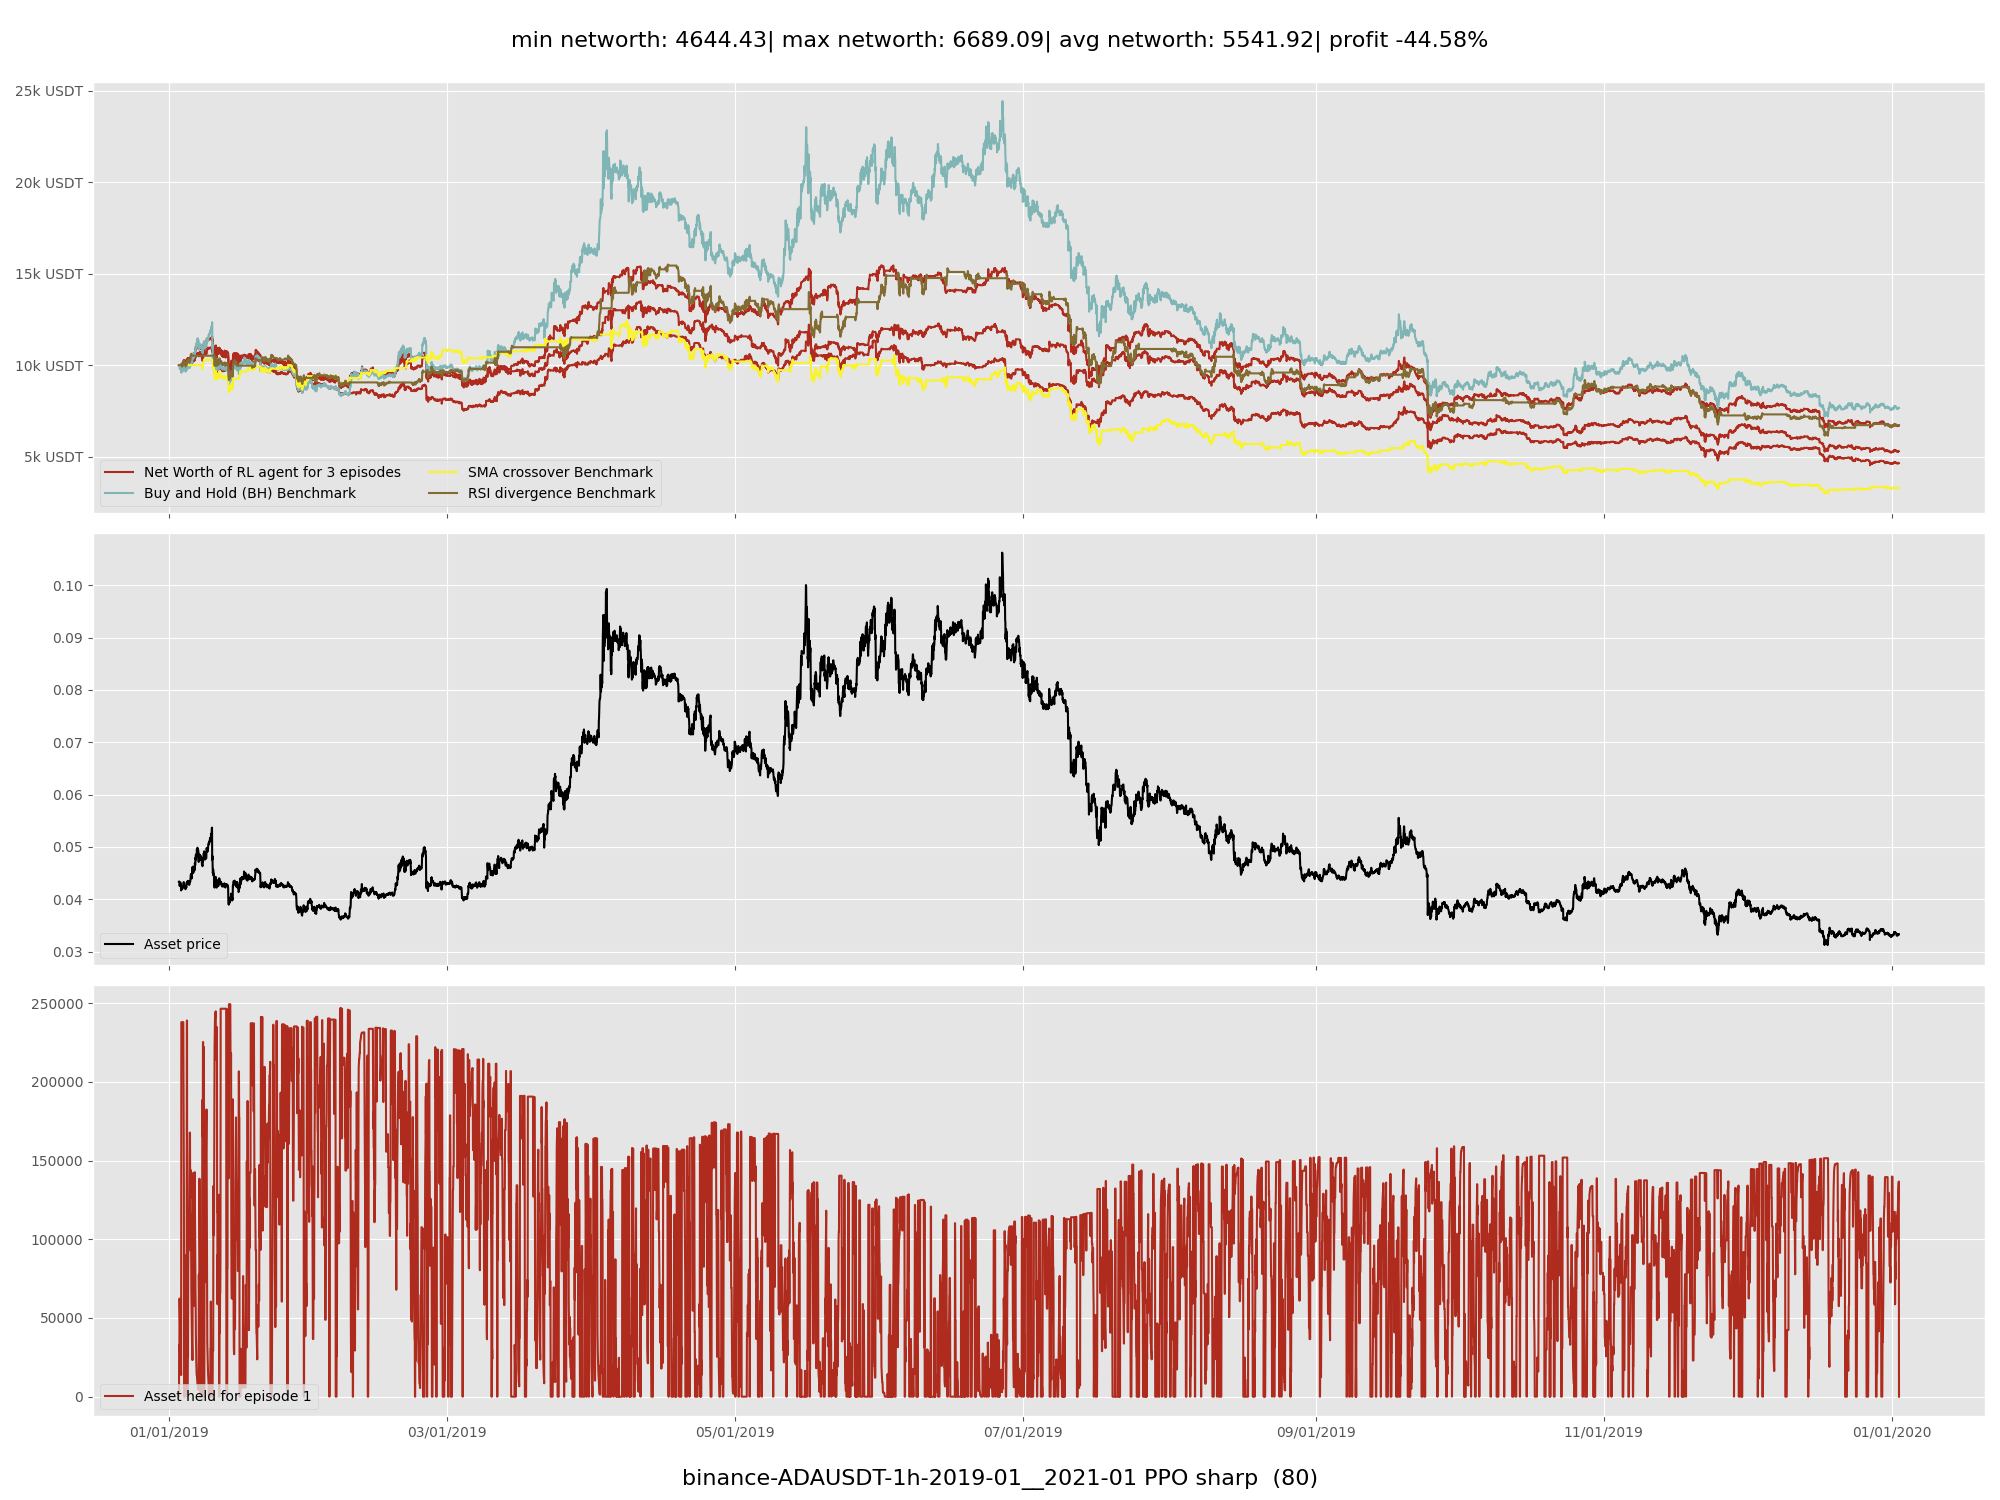 min networth: 4644.43| max networth: 6689.09| avg networth: 5541.92| profit -44.58%
25k USDT
20k USDT
15k USDT
10k USDT
5k USDT
Net Worth of RL agent for 3 episodes
Buy and Hold (BH) Benchmark
SMA crossover Benchmark
RSI divergence Benchmark
0.10
0.09
0.08
0.07
0.06
0.05
0.04
0.03
Asset price
250000
200000
150000
100000
50000
0
Asset held for episode 1
01/01/2019 03/01/2019 05/01/2019 07/01/2019 09/01/2019 11/01/2019 01/01/2020
binance-ADAUSDT-1h-2019-01__2021-01 PPO sharp (80)